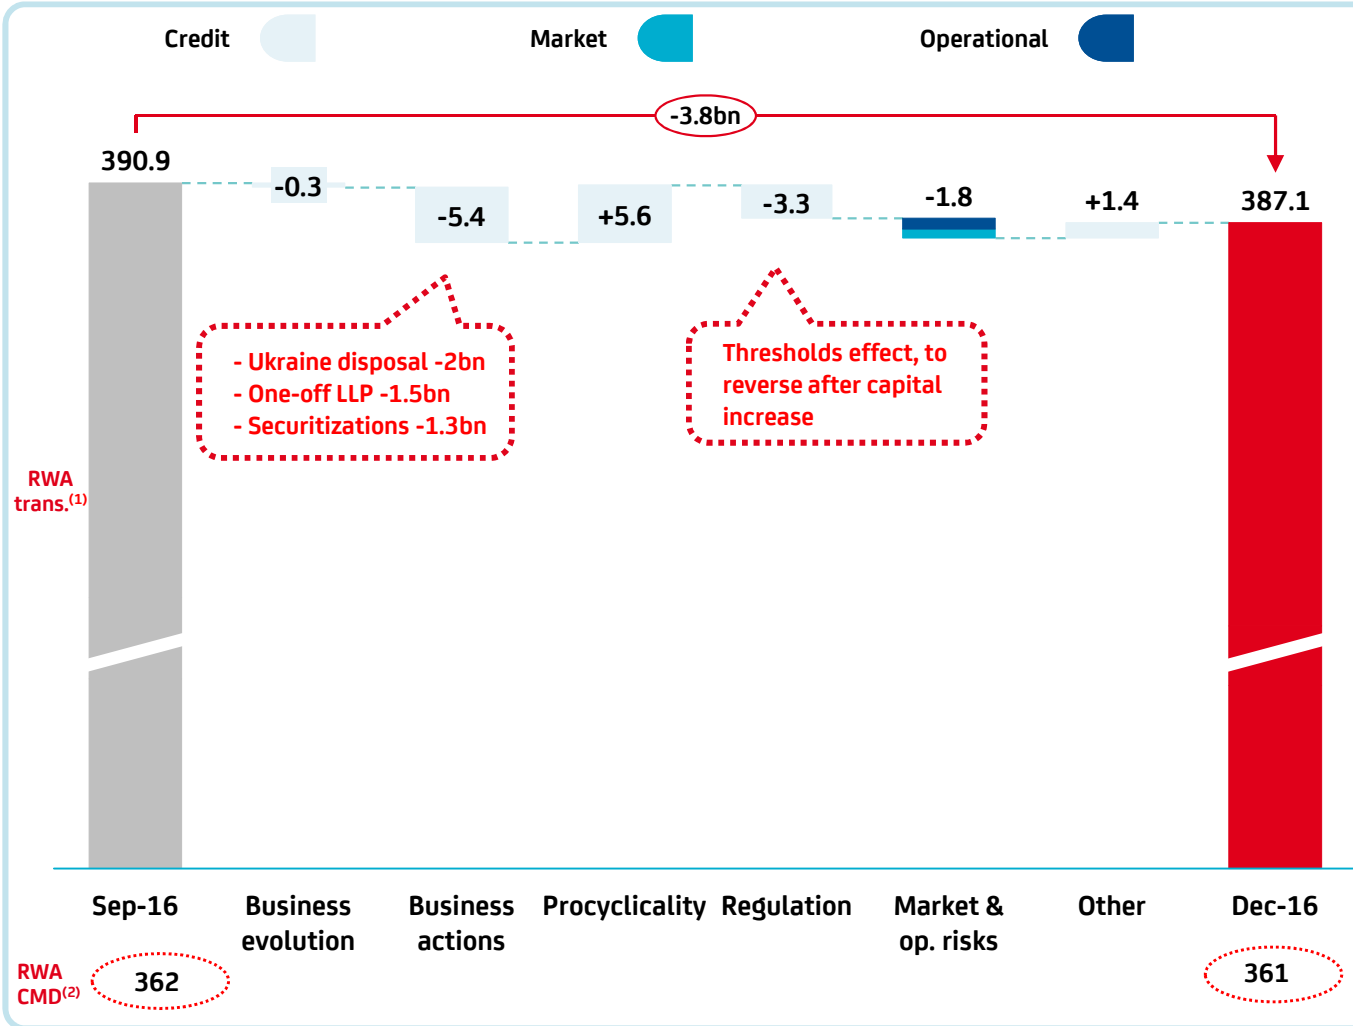 Credit
Market
Operational
-3.8bn
390.9
-0.3
-5.4
+5.6
-3.3
-1.8
+1.4
387.1
- Ukraine disposal -2bn
- One-off LLP -1.5bn
- Securitizations -1.3bn
Thresholds effect, to
reverse after capital
increase
RWA
trans.(1)
Sep-16
Business
evolution
Business
actions
Procyclicality
Regulation
Market &
op. risks
Other
Dec-16
RWA
CMD(2)
362
361